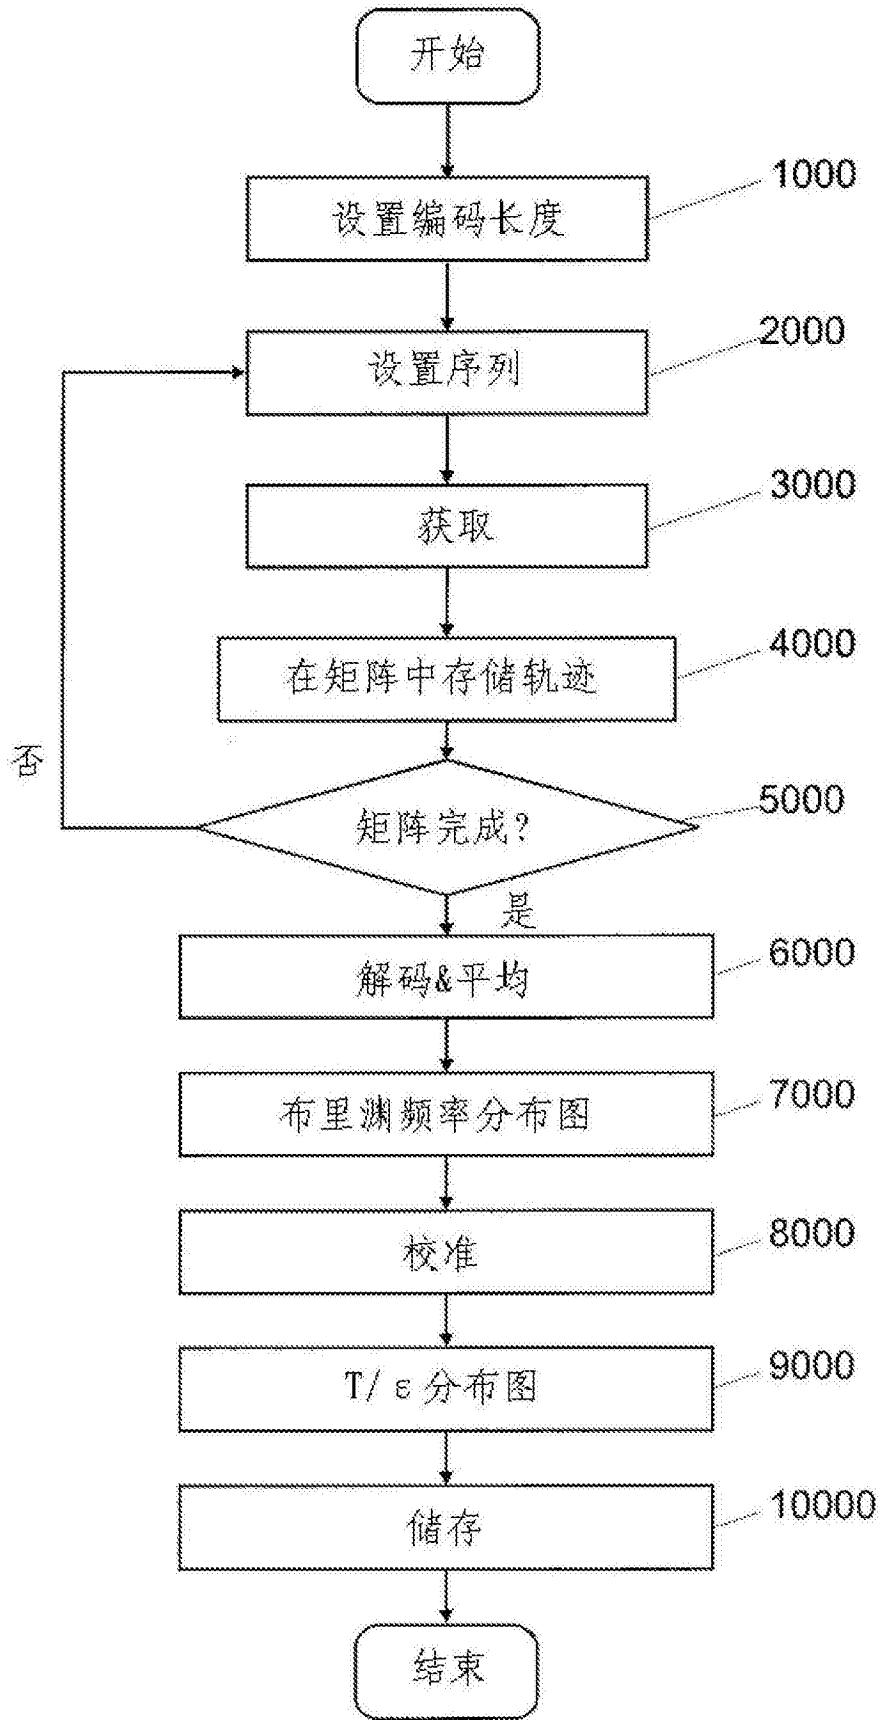 开始
1000
设置编码长度
2000
设置序列
3000
获取
4000
在矩阵中存储轨迹
否
5000
矩阵完成?
是
6000
解码&平均
7000
布里渊频率分布图
8000
校准
9000
T/ε分布图
10000
储存
结束